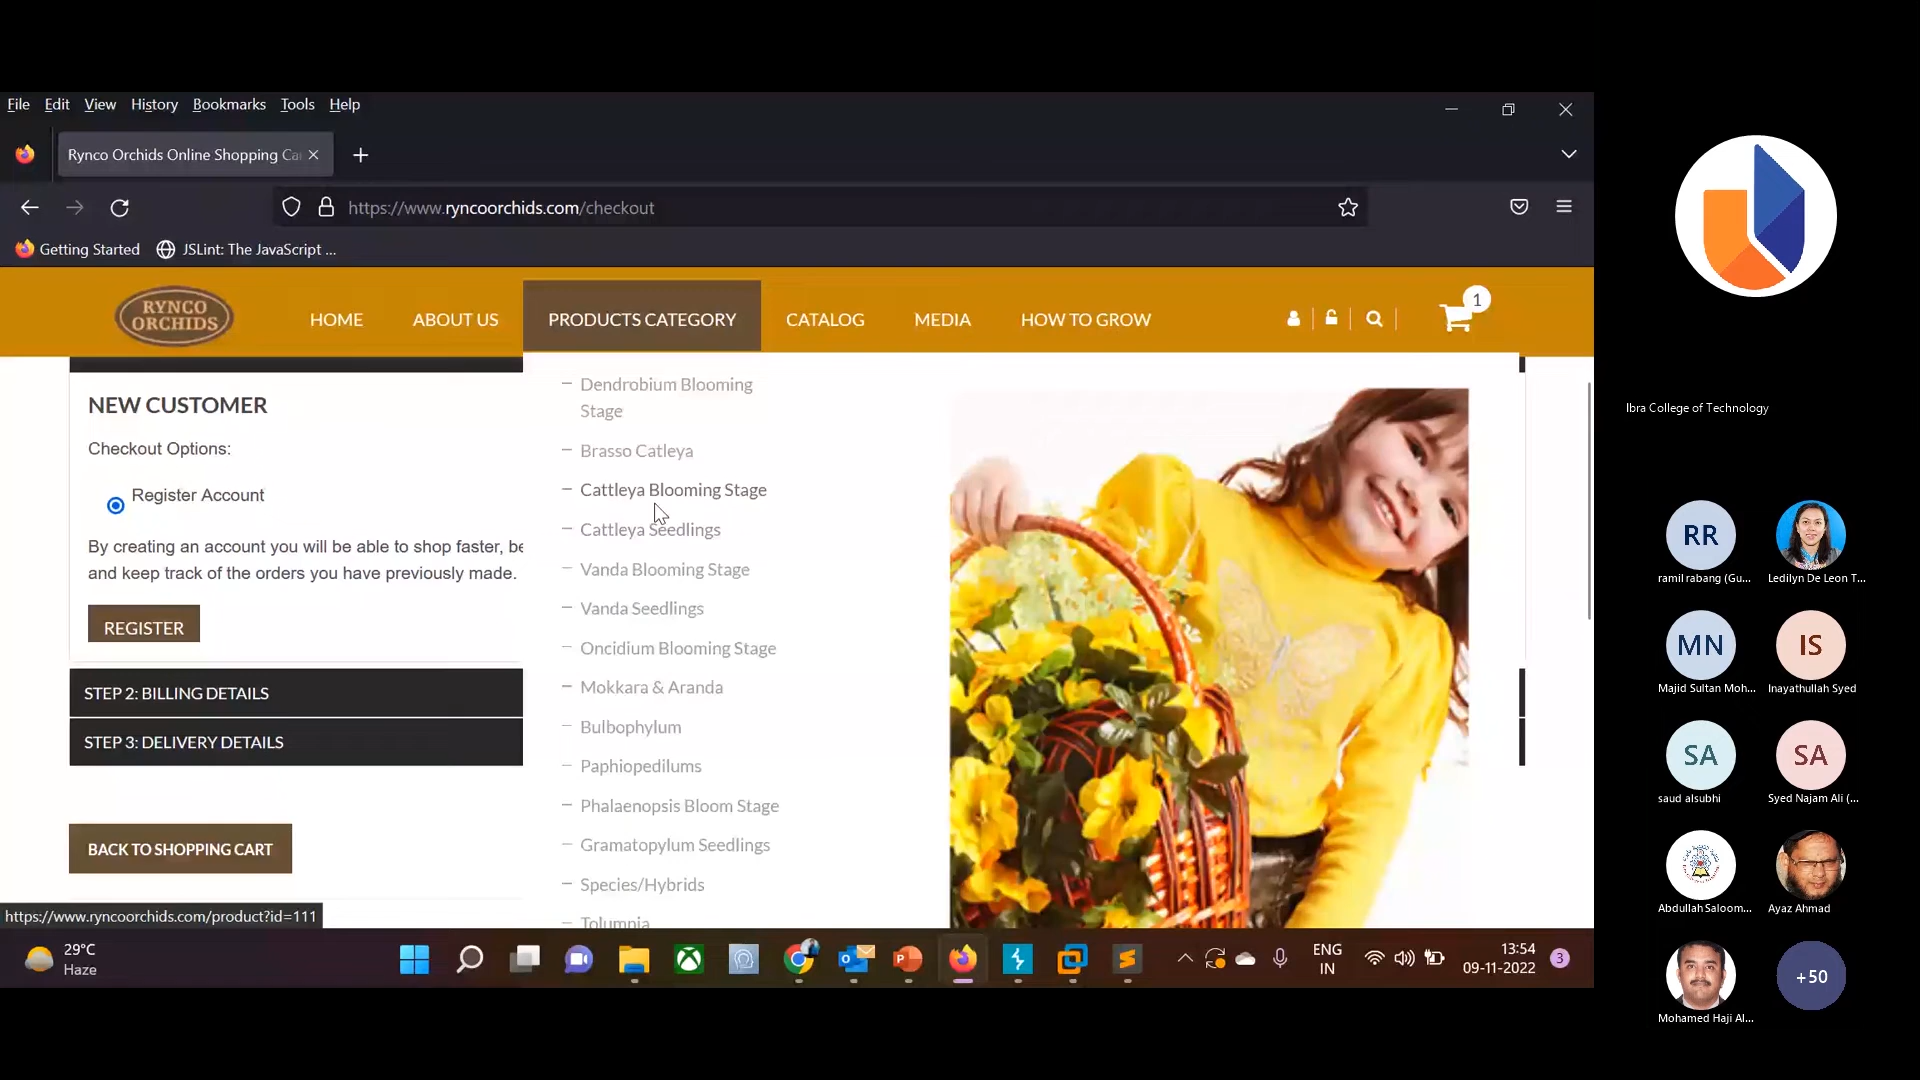 File Edit View History Bookmarks Tools Help
Rynco Orchids Online Shopping Ca
https://www.ryncoorchids.com/checkout
Getting Started JSLint: The JavaScript ...
RYNCO
ORCHIDS
HOME ABOUT US PRODUCTS CATEGORY CATALOG MEDIA HOW TO GROW 1
NEW CUSTOMER
Checkout Options:
Register Account
By creating an account you will be able to shop faster, be
and keep track of the orders you have previously made.
REGISTER
STEP 2: BILLING DETAILS
STEP 3: DELIVERY DETAILS
BACK TO SHOPPING CART
Dendrobium Blooming
Stage
Brasso Catleya
Cattleya Blooming Stage
Cattleya Seedlings
Vanda Blooming Stage
Vanda Seedlings
Oncidium Blooming Stage
Mokkara & Aranda
Bulbophylum
Paphiopedilums
Phalaenopsis Bloom Stage
Gramatopylum Seedlings
Species/Hybrids
Tolumnia
https://www.ryncoorchids.com/product?id=111
29°C
Haze
ENG
IN
13:54
09-11-2022
3
Ibra College of Technology
RR
ramil rabang (Gu... Ledilyn De Leon T...
MN IS
Majid Sultan Moh... Inayathullah Syed
SA SA
saud alsubhi Syed Najam Ali (...
Abdullah Saloom... Ayaz Ahmad
+50
Mohamed Haji Al...